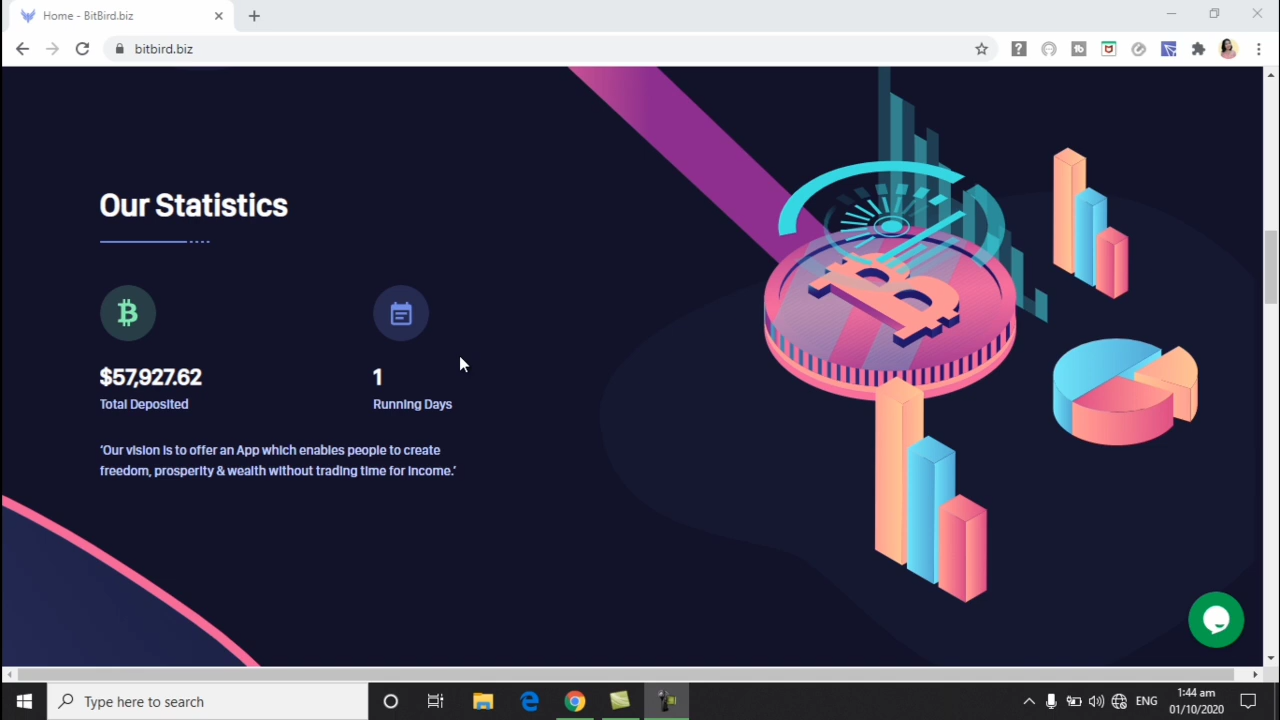 Home - BitBird.biz
bitbird.biz
Our Statistics
$57,927.62
Total Deposited
1
Running Days
‘Our vision is to offer an App which enables people to create
freedom, prosperity & wealth without trading time for income.’
Type here to search
ENG
1:44 am
01/10/2020